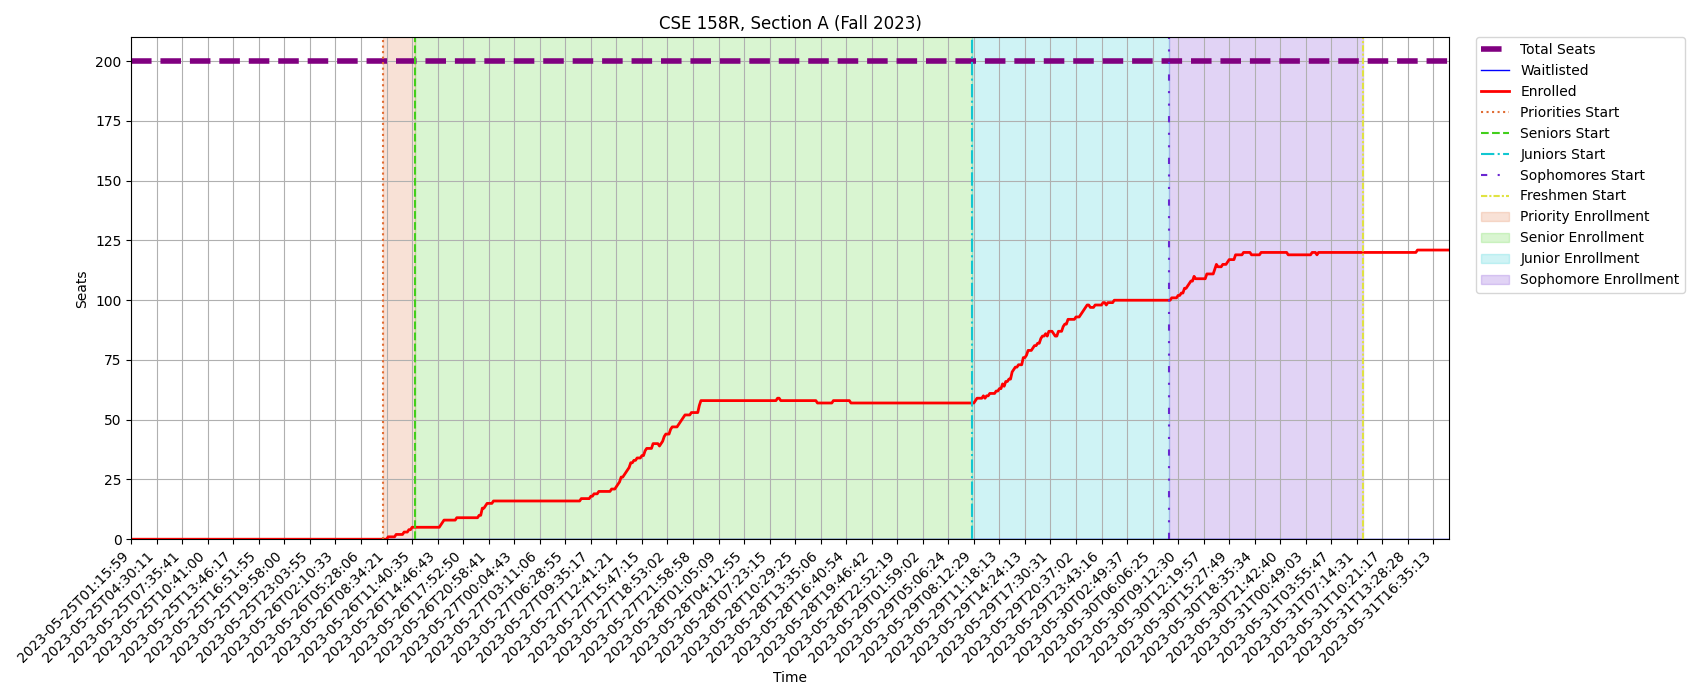 CSE 158R, Section A (Fall 2023)
Seats
200
175
150
125
100
75
50
25
0
2023-05-25T01:15:59
2023-05-25T04:30:11
2023-05-25T07:35:41
2023-05-25T10:41:00
2023-05-25T13:46:17
2023-05-25T16:51:55
2023-05-25T19:58:00
2023-05-25T23:03:55
2023-05-26T02:10:33
2023-05-26T05:28:06
2023-05-26T08:34:21
2023-05-26T11:40:35
2023-05-26T14:46:43
2023-05-26T17:52:50
2023-05-26T20:58:41
2023-05-27T00:04:43
2023-05-27T03:11:06
2023-05-27T06:28:55
2023-05-27T09:35:17
2023-05-27T12:41:21
2023-05-27T15:47:15
2023-05-27T18:53:02
2023-05-27T21:58:58
2023-05-28T01:05:09
2023-05-28T04:12:55
2023-05-28T07:23:15
2023-05-28T10:29:23
2023-05-28T13:35:06
2023-05-28T16:40:54
2023-05-28T19:46:42
2023-05-28T22:52:19
2023-05-29T01:59:02
2023-05-29T05:06:24
2023-05-29T08:12:29
2023-05-29T11:18:13
2023-05-29T14:24:13
2023-05-29T17:30:31
2023-05-29T20:37:02
2023-05-29T23:43:16
2023-05-30T02:49:37
2023-05-30T06:06:25
2023-05-30T09:12:30
2023-05-30T12:19:57
2023-05-30T15:27:49
2023-05-30T18:35:34
2023-05-30T21:42:40
2023-05-31T00:49:03
2023-05-31T03:55:47
2023-05-31T07:14:31
2023-05-31T10:21:17
2023-05-31T13:28:28
2023-05-31T16:35:13
Time
Total Seats
Waitlisted
Enrolled
Priorities Start
Seniors Start
Juniors Start
Sophomores Start
Freshmen Start
Priority Enrollment
Senior Enrollment
Junior Enrollment
Sophomore Enrollment